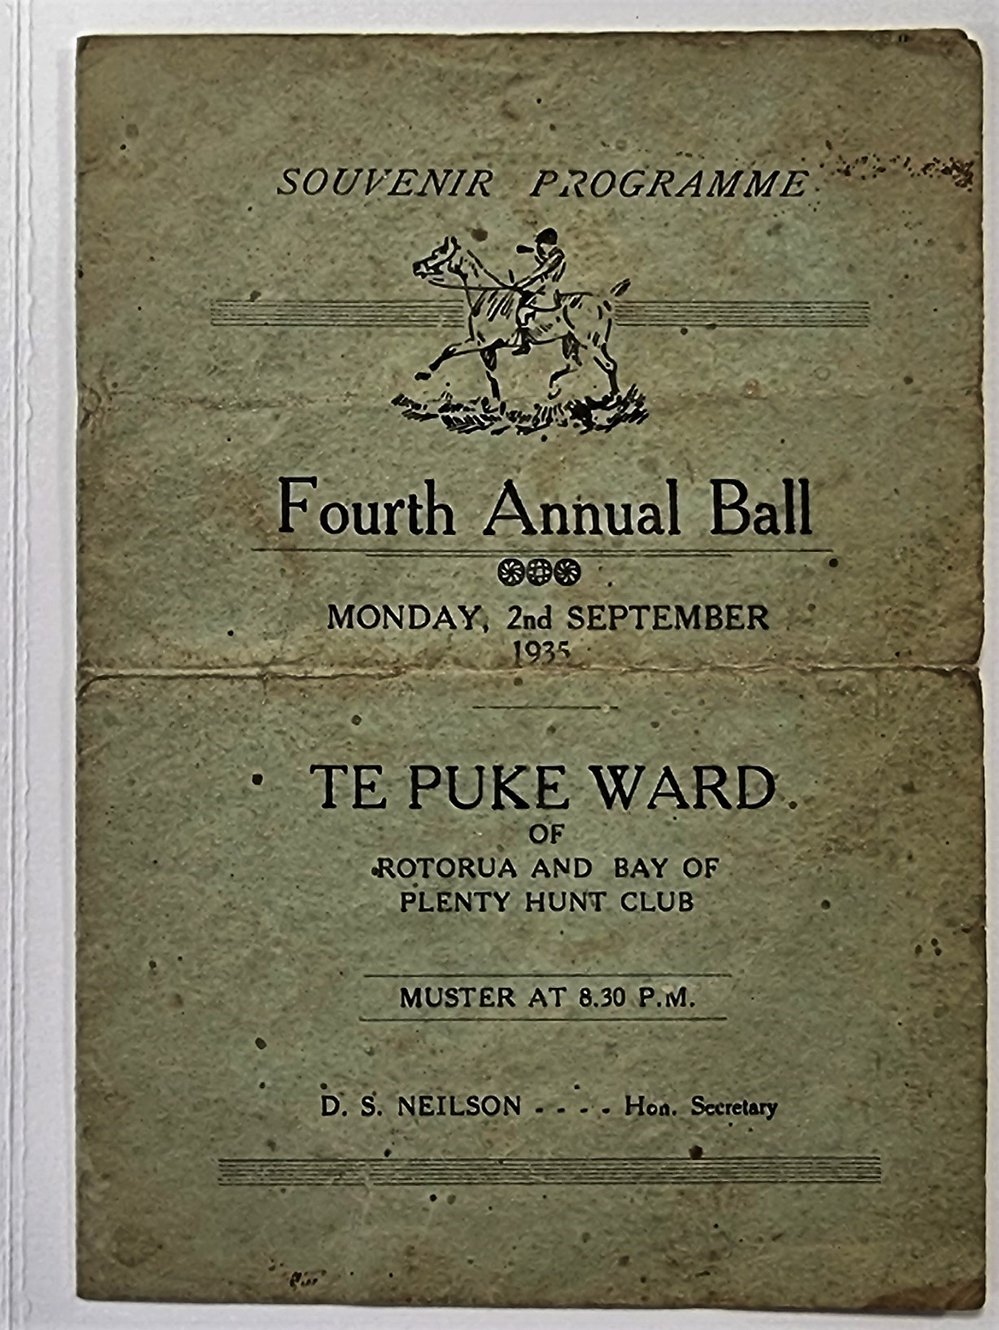 SOUVENIR PROGRAMME
Fourth Annual Ball
MONDAY, 2nd SEPTEMBER
1935
TE PUKE WARD
OF
ROTORUA AND BAY OF
PLENTY HUNT CLUB
MUSTER AT 8.30 P.M.
D. S. NEILSON - - - - Hon. Secretary